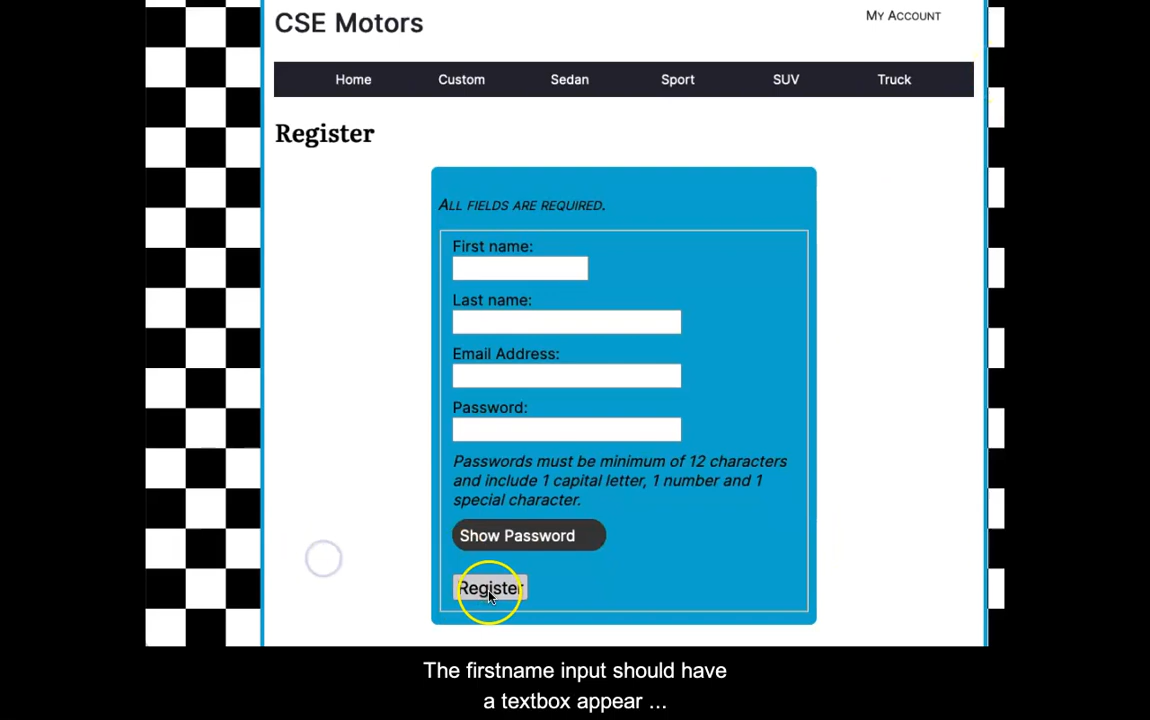 CSE Motors
My Account
Home Custom Sedan Sport SUV Truck
Register
All fields are required.
First name:
Last name:
Email Address:
Password:
Passwords must be minimum of 12 characters
and include 1 capital letter, 1 number and 1
special character.
Show Password
Register
The firstname input should have
a textbox appear ...